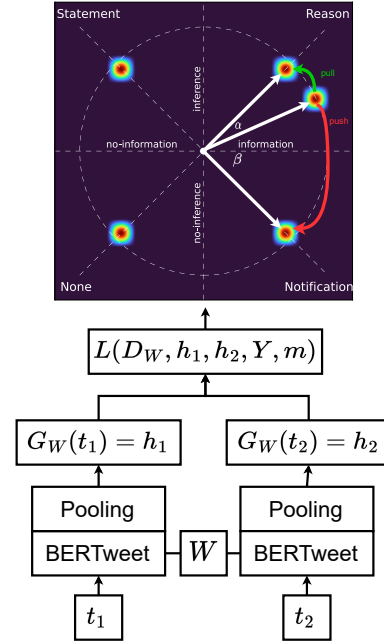 Statement Reason
inference
pull
push
α
no-information information
β
no-inference
None Notification
L(D_W, h_1, h_2, Y, m)
G_W(t_1) = h_1 G_W(t_2) = h_2
Pooling Pooling
BERTweet W BERTweet
t_1 t_2